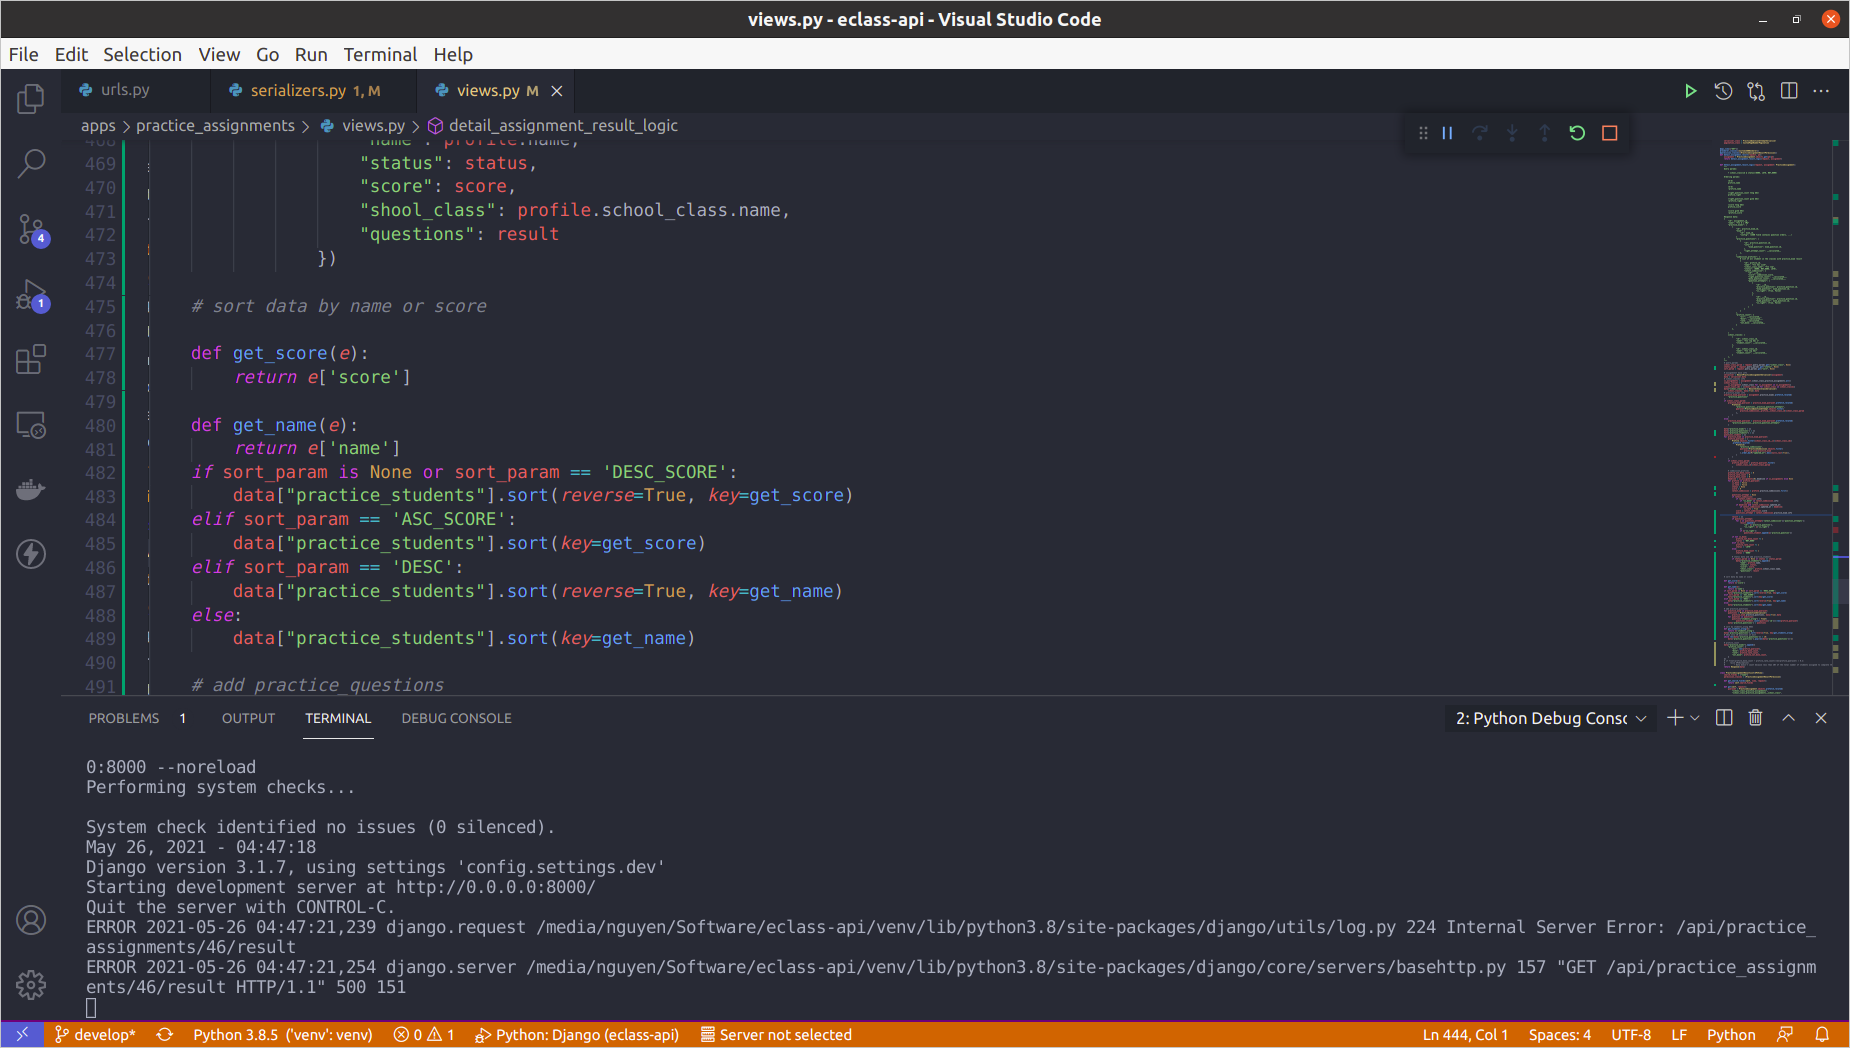 views.py - eclass-api - Visual Studio Code
File Edit Selection View Go Run Terminal Help
urls.py
serializers.py 1, M
views.py M
apps > practice_assignments > views.py > detail_assignment_result_logic
468 "name": profile.name,
469 "status": status,
470 "score": score,
471 "shool_class": profile.school_class.name,
472 "questions": result
473 })
474
475 # sort data by name or score
476
477 def get_score(e):
478 return e['score']
479
480 def get_name(e):
481 return e['name']
482 if sort_param is None or sort_param == 'DESC_SCORE':
483 data["practice_students"].sort(reverse=True, key=get_score)
484 elif sort_param == 'ASC_SCORE':
485 data["practice_students"].sort(key=get_score)
486 elif sort_param == 'DESC':
487 data["practice_students"].sort(reverse=True, key=get_name)
488 else:
489 data["practice_students"].sort(key=get_name)
490
491 # add practice_questions
4
1
PROBLEMS 1 OUTPUT TERMINAL DEBUG CONSOLE
2: Python Debug Consc
0:8000 --noreload
Performing system checks...
System check identified no issues (0 silenced).
May 26, 2021 - 04:47:18
Django version 3.1.7, using settings 'config.settings.dev'
Starting development server at http://0.0.0.0:8000/
Quit the server with CONTROL-C.
ERROR 2021-05-26 04:47:21,239 django.request /media/nguyen/Software/eclass-api/venv/lib/python3.8/site-packages/django/utils/log.py 224 Internal Server Error: /api/practice_
assignments/46/result
ERROR 2021-05-26 04:47:21,254 django.server /media/nguyen/Software/eclass-api/venv/lib/python3.8/site-packages/django/core/servers/basehttp.py 157 "GET /api/practice_assignm
ents/46/result HTTP/1.1" 500 151
develop* Python 3.8.5 ('venv': venv) 0 1 Python: Django (eclass-api) Server not selected Ln 444, Col 1 Spaces: 4 UTF-8 LF Python